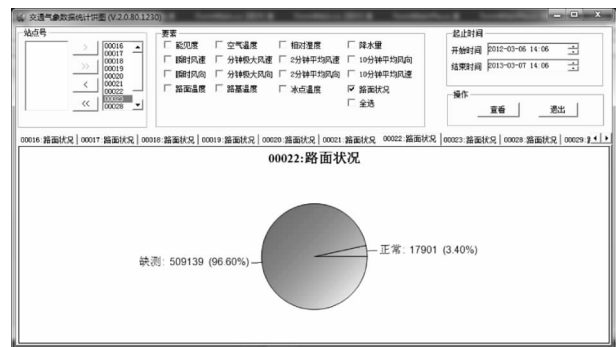 交通气象数据统计饼图 (V.2.0.80.1230)
站点号
> >> < <<
00016
00017
00018
00019
00020
00021
00022
00023
00028
要素
能见度 空气温度 相对湿度 降水量
瞬时风速 分钟极大风速 2分钟平均风速 10分钟平均风向
瞬时风向 分钟极大风向 2分钟平均风向 10分钟平均风速
路面温度 路基温度 冰点温度 路面状况
全选
起止时间
开始时间 2012-03-06 14:06
结束时间 2013-03-07 14:06
操作
查看 退出
00016:路面状况 00017:路面状况 00018:路面状况 00019:路面状况 00020:路面状况 00021:路面状况 00022:路面状况 00023:路面状况 00028:路面状况 00029:
00022:路面状况
正常: 17901 (3.40%)
缺测: 509139 (96.60%)